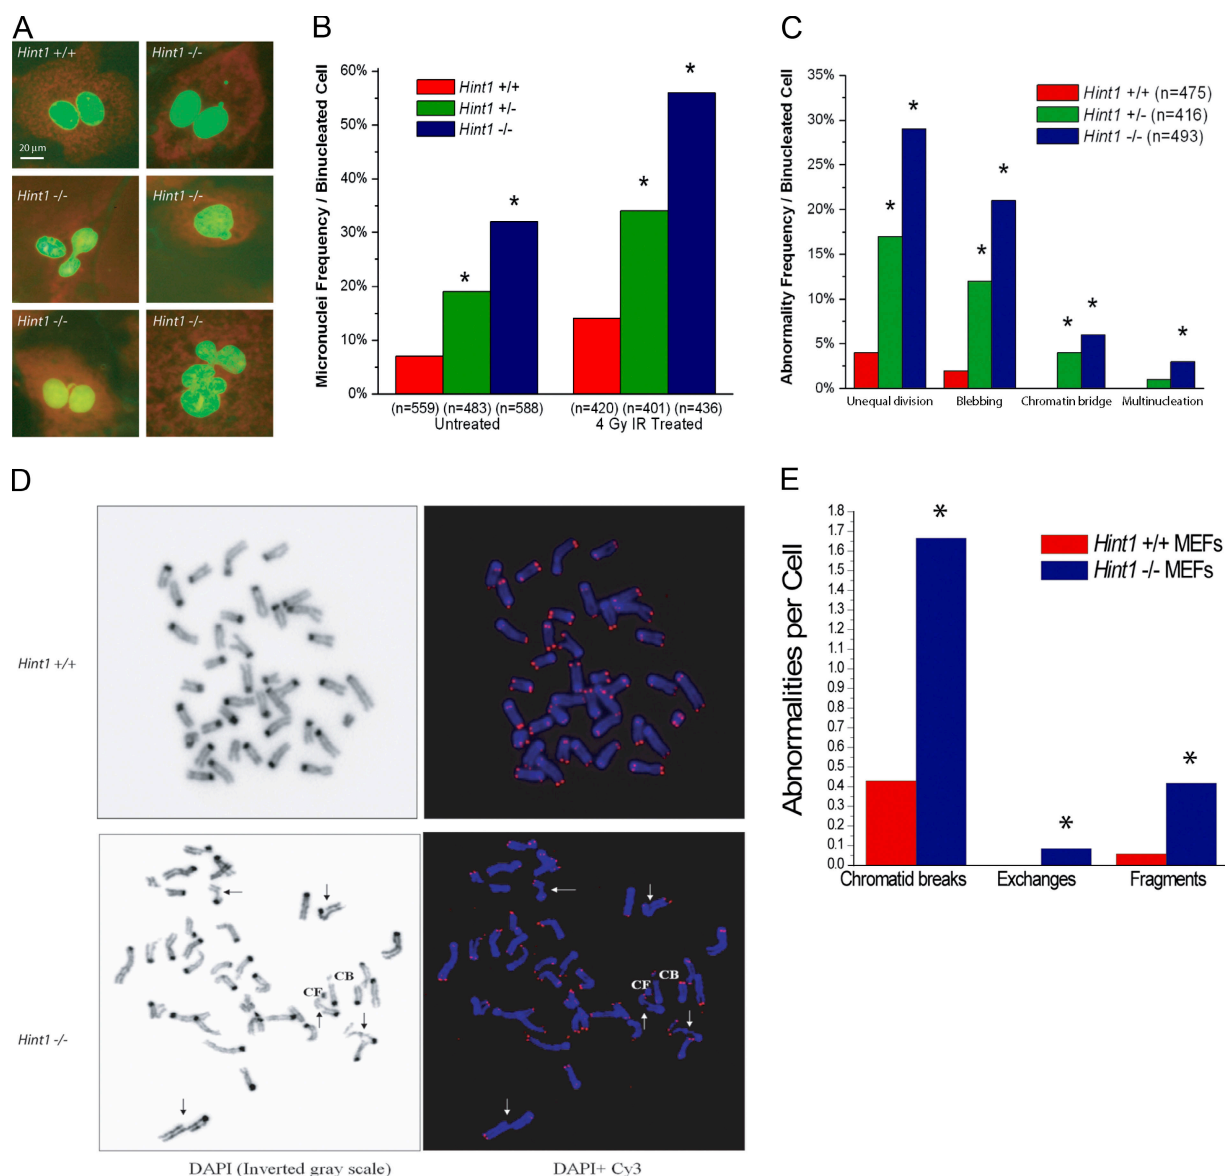 A
Hint1 +/+
Hint1 -/-
20 µm
Hint1 -/-
Hint1 -/-
Hint1 -/-
Hint1 -/-
B
Micronuclei Frequency / Binucleated Cell
60%
50%
40%
30%
20%
10%
0%
Hint1 +/+
Hint1 +/-
Hint1 -/-
*
*
*
*
(n=559) (n=483) (n=588)
(n=420) (n=401) (n=436)
Untreated
4 Gy IR Treated
C
Abnormality Frequency / Binucleated Cell
35%
30%
25%
20%
15%
10%
5%
0%
Hint1 +/+ (n=475)
Hint1 +/- (n=416)
Hint1 -/- (n=493)
*
*
*
*
*
*
*
Unequal division
Blebbing
Chromatin bridge
Multinucleation
D
Hint1 +/+
Hint1 -/-
CB
CF
CB
CF
DAPI (Inverted gray scale)
DAPI+ Cy3
E
Abnormalities per Cell
1.8
1.7
1.6
1.5
1.4
1.3
1.2
1.1
1.0
0.9
0.8
0.7
0.6
0.5
0.4
0.3
0.2
0.1
0.0
Hint1 +/+ MEFs
Hint1 -/- MEFs
*
*
*
Chromatid breaks
Exchanges
Fragments